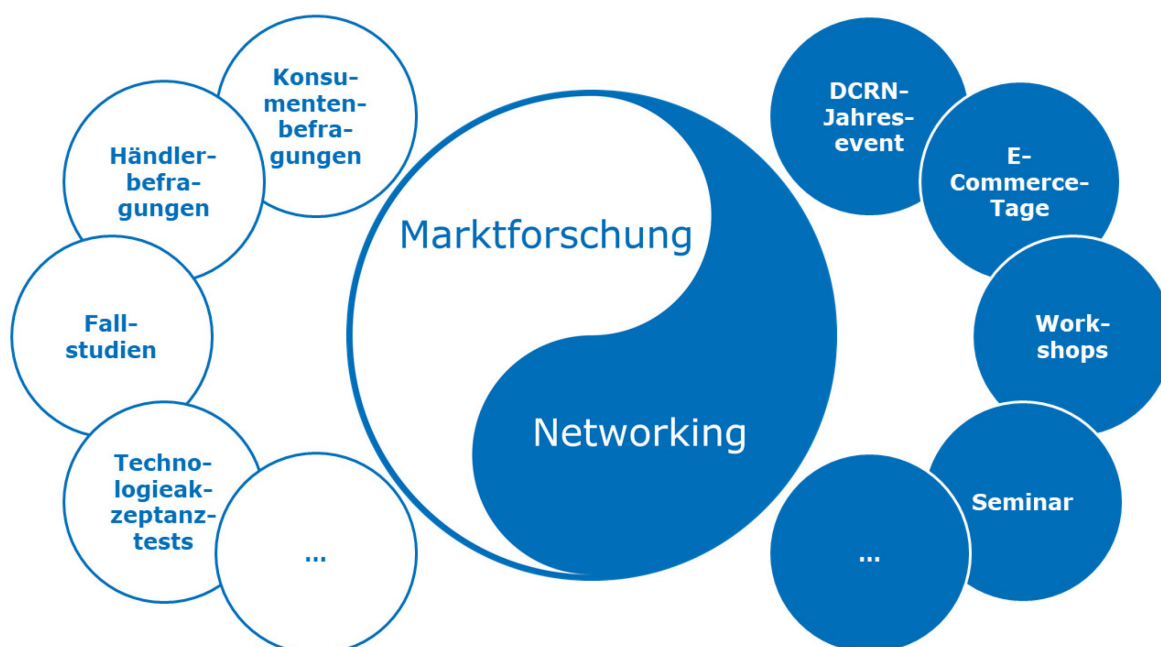 Konsu-
menten-
befra-
gungen
Händler-
befra-
gungen
Fall-
studien
Techno-
logieak-
zeptanz-
tests
...
Marktforschung
Networking
DCRN-
Jahres-
event
E-
Commerce-
Tage
Work-
shops
Seminar
...